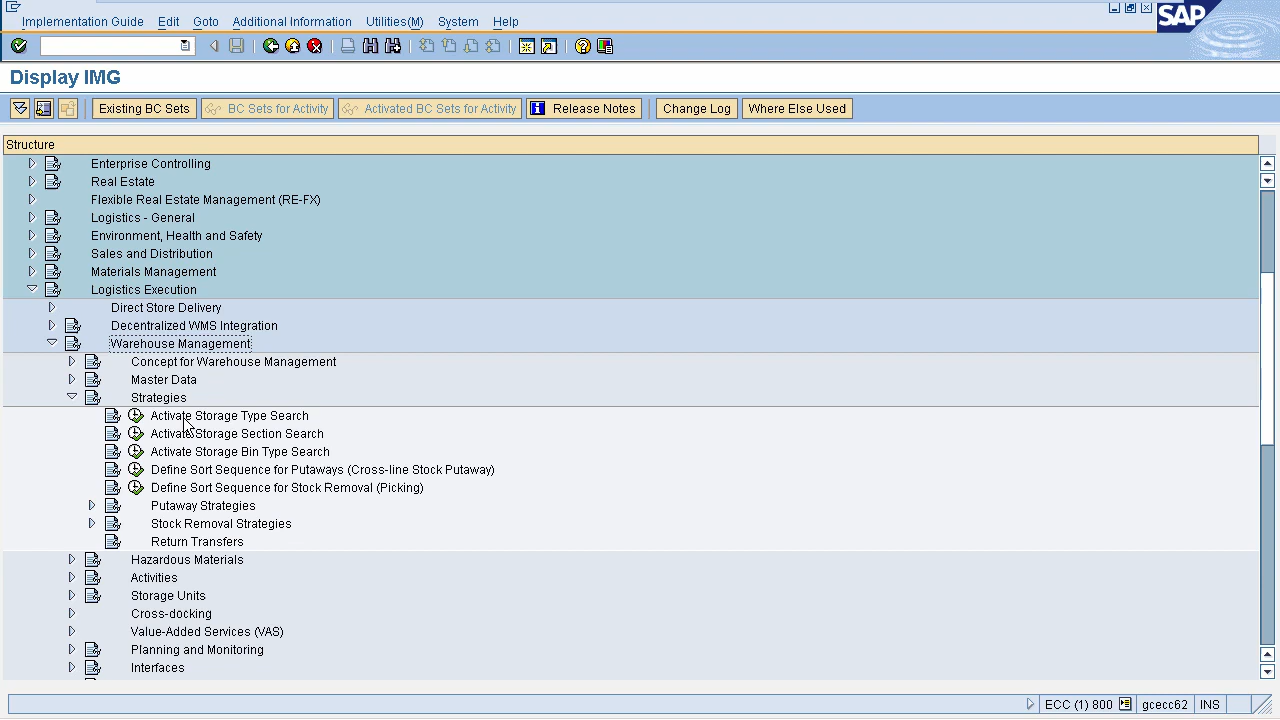 Implementation Guide Edit Goto Additional Information Utilities(M) System Help
SAP
Display IMG
Existing BC Sets BC Sets for Activity Activated BC Sets for Activity Release Notes Change Log Where Else Used
Structure
Enterprise Controlling
Real Estate
Flexible Real Estate Management (RE-FX)
Logistics - General
Environment, Health and Safety
Sales and Distribution
Materials Management
Logistics Execution
Direct Store Delivery
Decentralized WMS Integration
Warehouse Management
Concept for Warehouse Management
Master Data
Strategies
Activate Storage Type Search
Activate Storage Section Search
Activate Storage Bin Type Search
Define Sort Sequence for Putaways (Cross-line Stock Putaway)
Define Sort Sequence for Stock Removal (Picking)
Putaway Strategies
Stock Removal Strategies
Return Transfers
Hazardous Materials
Activities
Storage Units
Cross-docking
Value-Added Services (VAS)
Planning and Monitoring
Interfaces
ECC (1) 800 gcecc62 INS